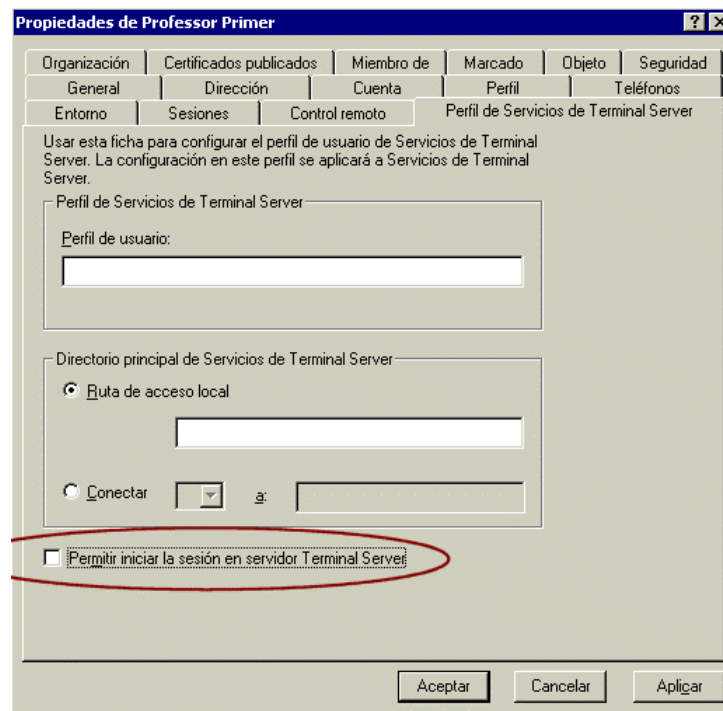 Propiedades de Professor Primer
Organización Certificados publicados Miembro de Marcado Objeto Seguridad
General Dirección Cuenta Perfil Teléfonos
Entorno Sesiones Control remoto Perfil de Servicios de Terminal Server
Usar esta ficha para configurar el perfil de usuario de Servicios de Terminal
Server. La configuración en este perfil se aplicará a Servicios de Terminal
Server.
Perfil de Servicios de Terminal Server
Perfil de usuario:
Directorio principal de Servicios de Terminal Server
Ruta de acceso local
Conectar a:
Permitir iniciar la sesión en servidor Terminal Server
Aceptar Cancelar Aplicar